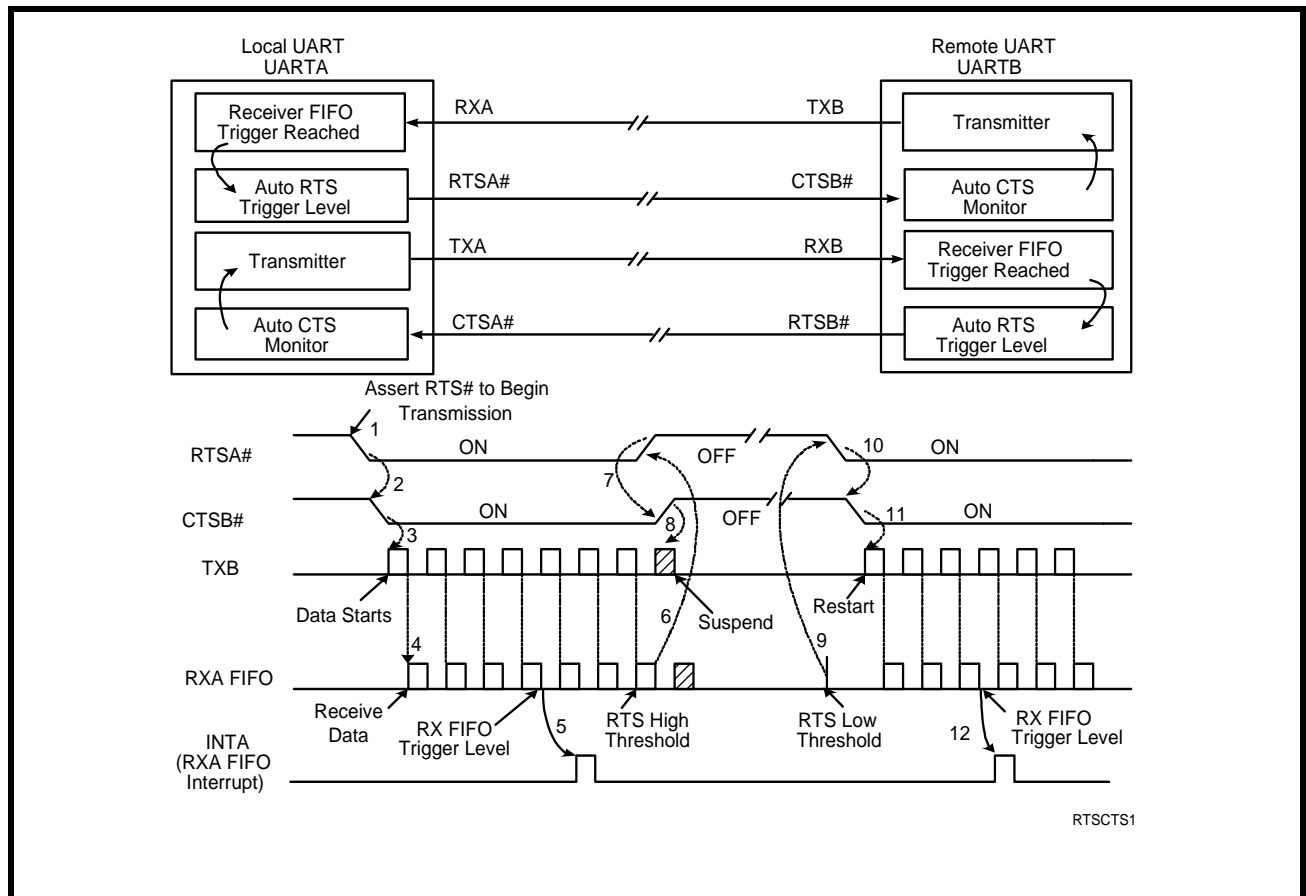 Local UART
UARTA
Remote UART
UARTB
Receiver FIFO
Trigger Reached
RXA
TXB
Transmitter
Auto RTS
Trigger Level
RTSA#
CTSB#
Auto CTS
Monitor
Transmitter
TXA
RXB
Receiver FIFO
Trigger Reached
Auto CTS
Monitor
CTSA#
RTSB#
Auto RTS
Trigger Level
Assert RTS# to Begin
Transmission
RTSA#
1
ON
OFF
10
ON
2
7
CTSB#
ON
OFF
11
ON
3
8
TXB
Data Starts
Suspend
Restart
4
6
9
RXA FIFO
Receive
Data
RX FIFO
Trigger Level
5
RTS High
Threshold
RTS Low
Threshold
12
RX FIFO
Trigger Level
INTA
(RXA FIFO
Interrupt)
RTSCTS1